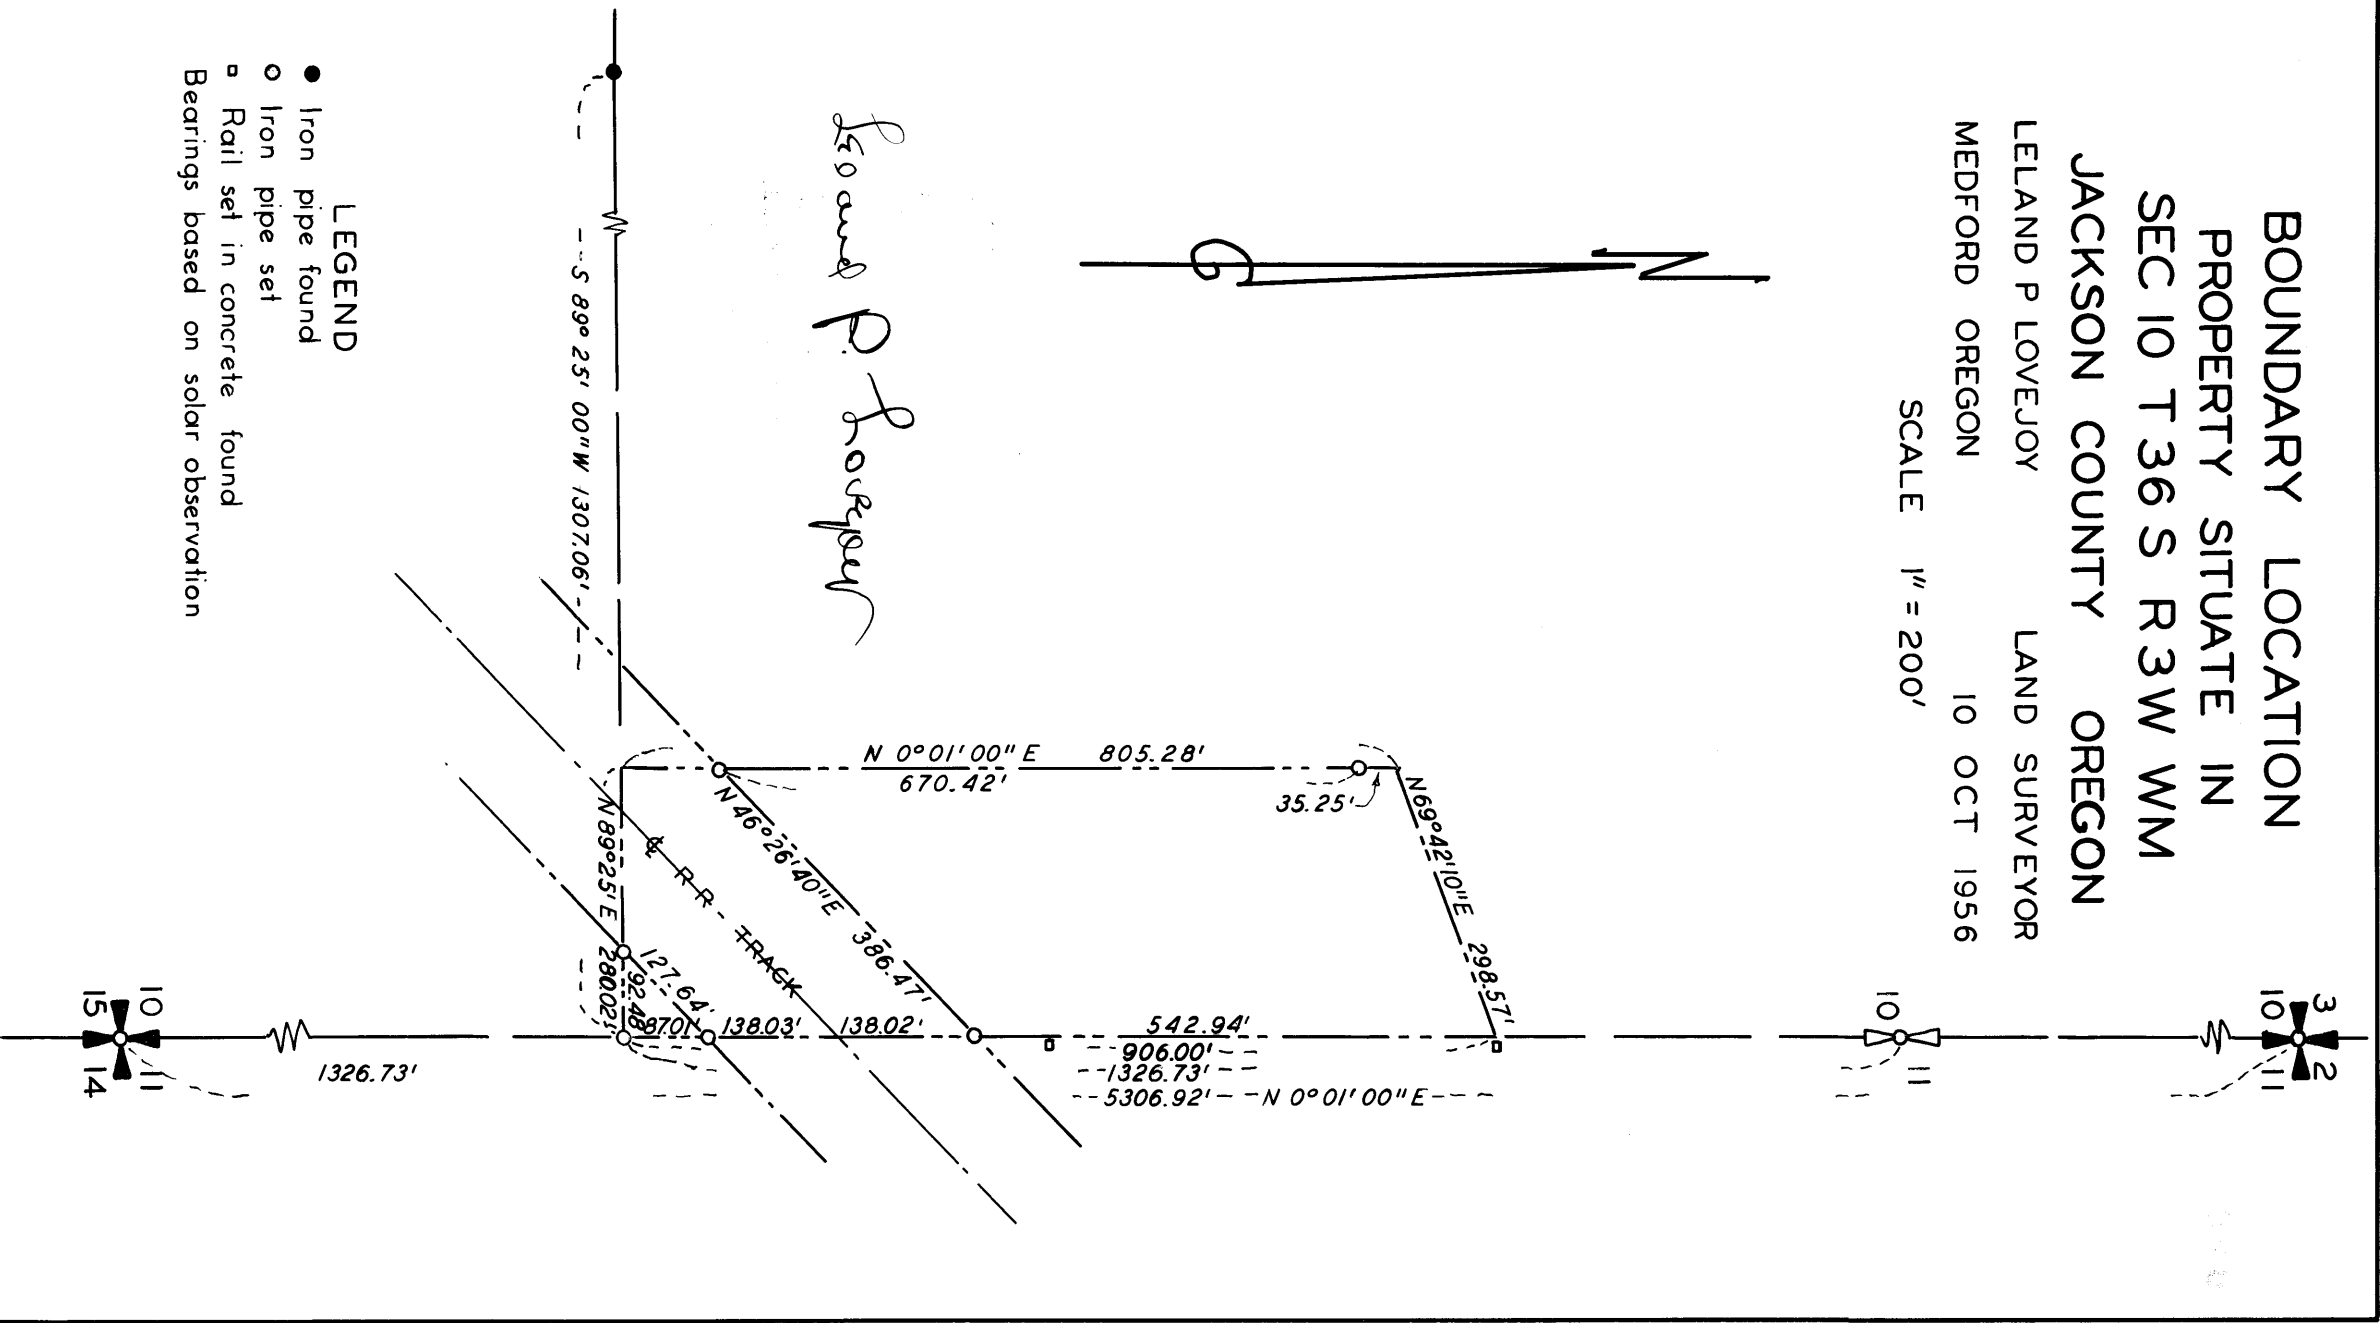 BOUNDARY LOCATION
PROPERTY SITUATE IN
SEC 10 T 36 S R 3 W WM
JACKSON COUNTY OREGON
LELAND P LOVEJOY LAND SURVEYOR
MEDFORD OREGON 10 OCT 1956
SCALE 1" = 200'
3
2
10
11
10
11
N 69° 42' 10" E 298.57'
N 0° 01' 00" E 805.28'
670.42'
35.25'
N 46° 26' 40" E 386.47'
℄ R R TRACK
542.94'
906.00'
1326.73'
5306.92' N 0° 01' 00" E
138.02'
138.03'
87.01'
127.64'
92.48'
N 89° 25' E 280.02'
S 89° 25' 00" W 1307.06'
Leland P. Lovejoy
1326.73'
10
11
15
14
LEGEND
Iron pipe found
Iron pipe set
Rail set in concrete found
Bearings based on solar observation